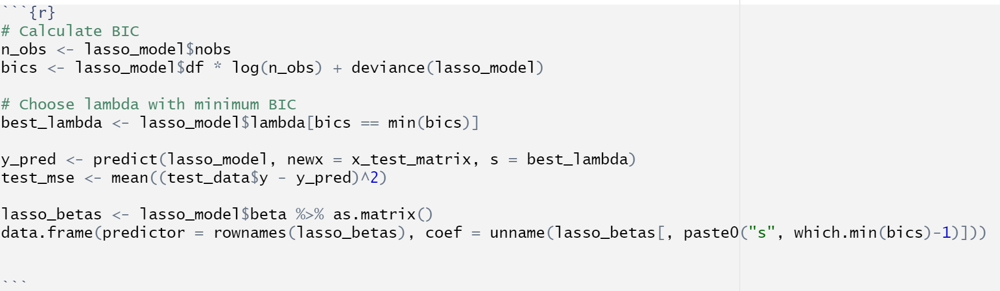 ```{r}
# Calculate BIC
n_obs <- lasso_model$nobs
bics <- lasso_model$df * log(n_obs) + deviance(lasso_model)
# Choose lambda with minimum BIC
best_lambda <- lasso_model$lambda[bics == min(bics)]
y_pred <- predict(lasso_model, newx = x_test_matrix, s = best_lambda)
test_mse <- mean((test_data$y - y_pred)^2)
lasso_betas <- lasso_model$beta %>% as.matrix()
data.frame(predictor = rownames(lasso_betas), coef = unname(lasso_betas[, paste0("s", which.min(bics)-1)]))
```